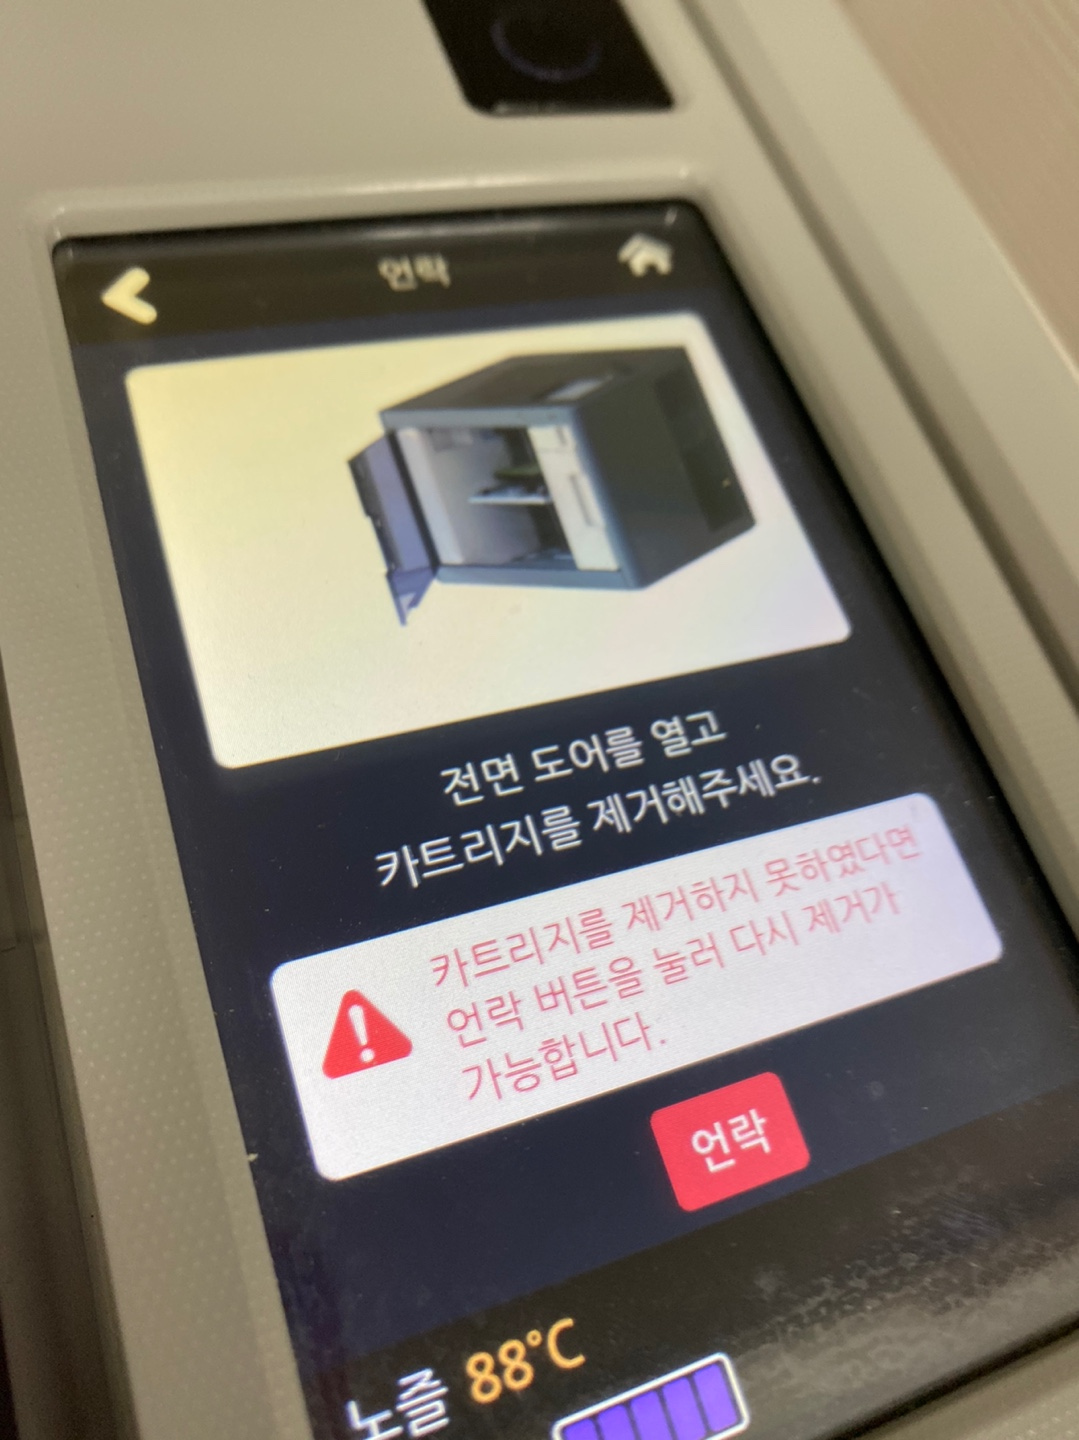 언락
전면 도어를 열고
카트리지를 제거해주세요.
카트리지를 제거하지 못하였다면
언락 버튼을 눌러 다시 제거가
가능합니다.
언락
노즐 88°C